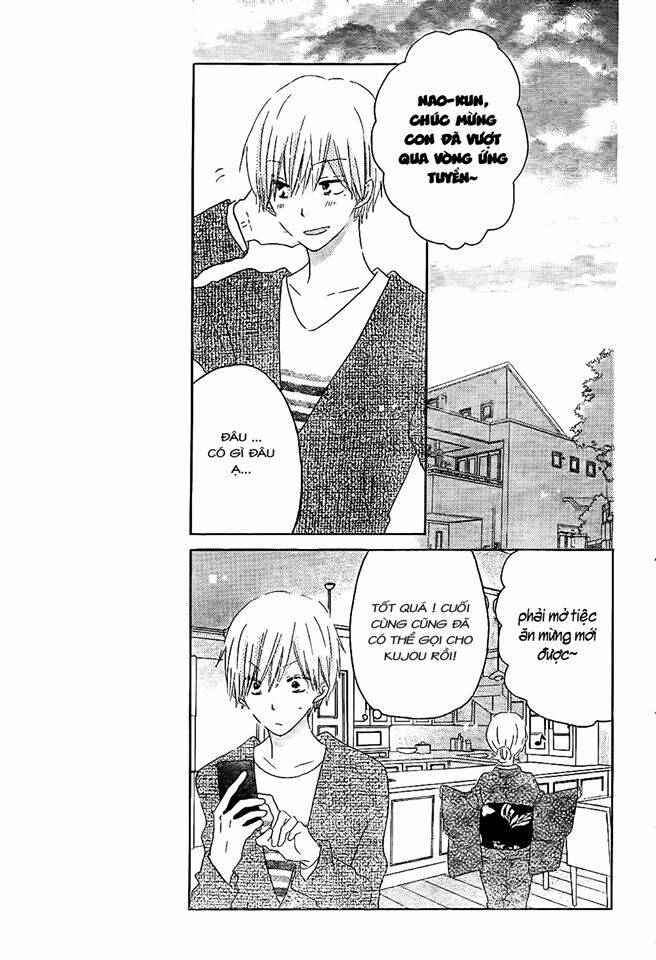 NAO-KUN,
CHÚC MỪNG
CON ĐÃ VƯỢT
QUA VÒNG ỨNG
TUYỂN~
ĐÂU ...
CÓ GÌ ĐÂU
Ạ...
phải mở tiệc
ăn mừng mới
được~
TỐT QUÁ ! CUỐI
CÙNG CŨNG ĐÃ
CÓ THỂ GỌI CHO
KUJOU RỒI!